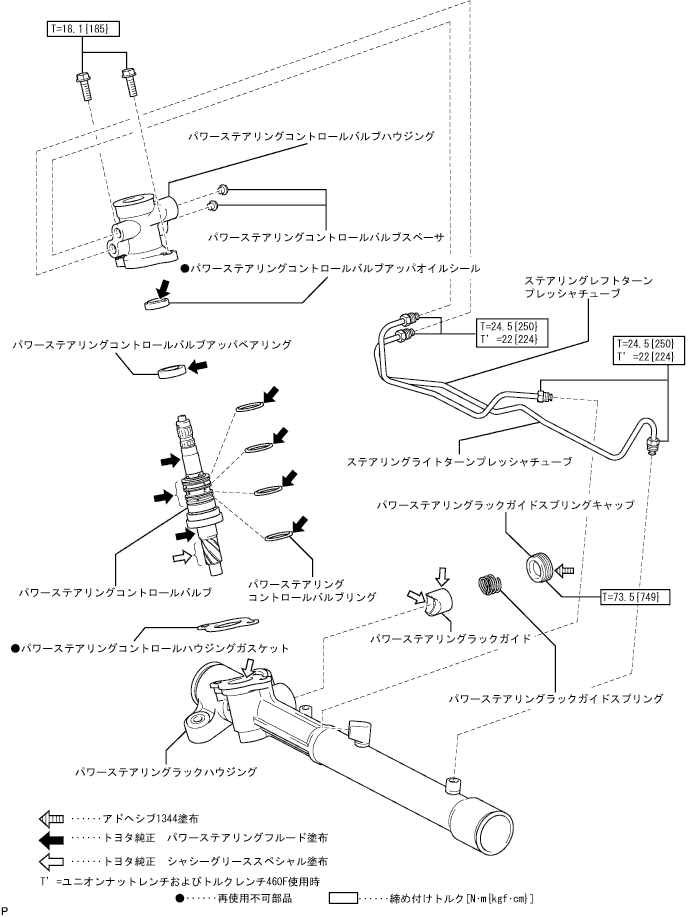 T=18.1{185}
パワーステアリングコントロールバルブハウジング
パワーステアリングコントロールバルブスペーサ
●パワーステアリングコントロールバルブアッパオイルシール
ステアリングレフトターン
プレッシャチューブ
T=24.5{250}
T'=22{224}
T=24.5{250}
T'=22{224}
パワーステアリングコントロールバルブアッパベアリング
ステアリングライトターンプレッシャチューブ
パワーステアリングラックガイドスプリングキャップ
パワーステアリングコントロールバルブ
パワーステアリング
コントロールバルブリング
T=73.5{749}
パワーステアリングラックガイド
●パワーステアリングコントロールハウジングガスケット
パワーステアリングラックガイドスプリング
パワーステアリングラックハウジング
······アドヘシブ1344塗布
······トヨタ純正 パワーステアリングフルード塗布
······トヨタ純正 シャシーグリーススペシャル塗布
T'=ユニオンナットレンチおよびトルクレンチ460F使用時
●······再使用不可部品
······締め付けトルク[N·m{kgf·cm}]
P